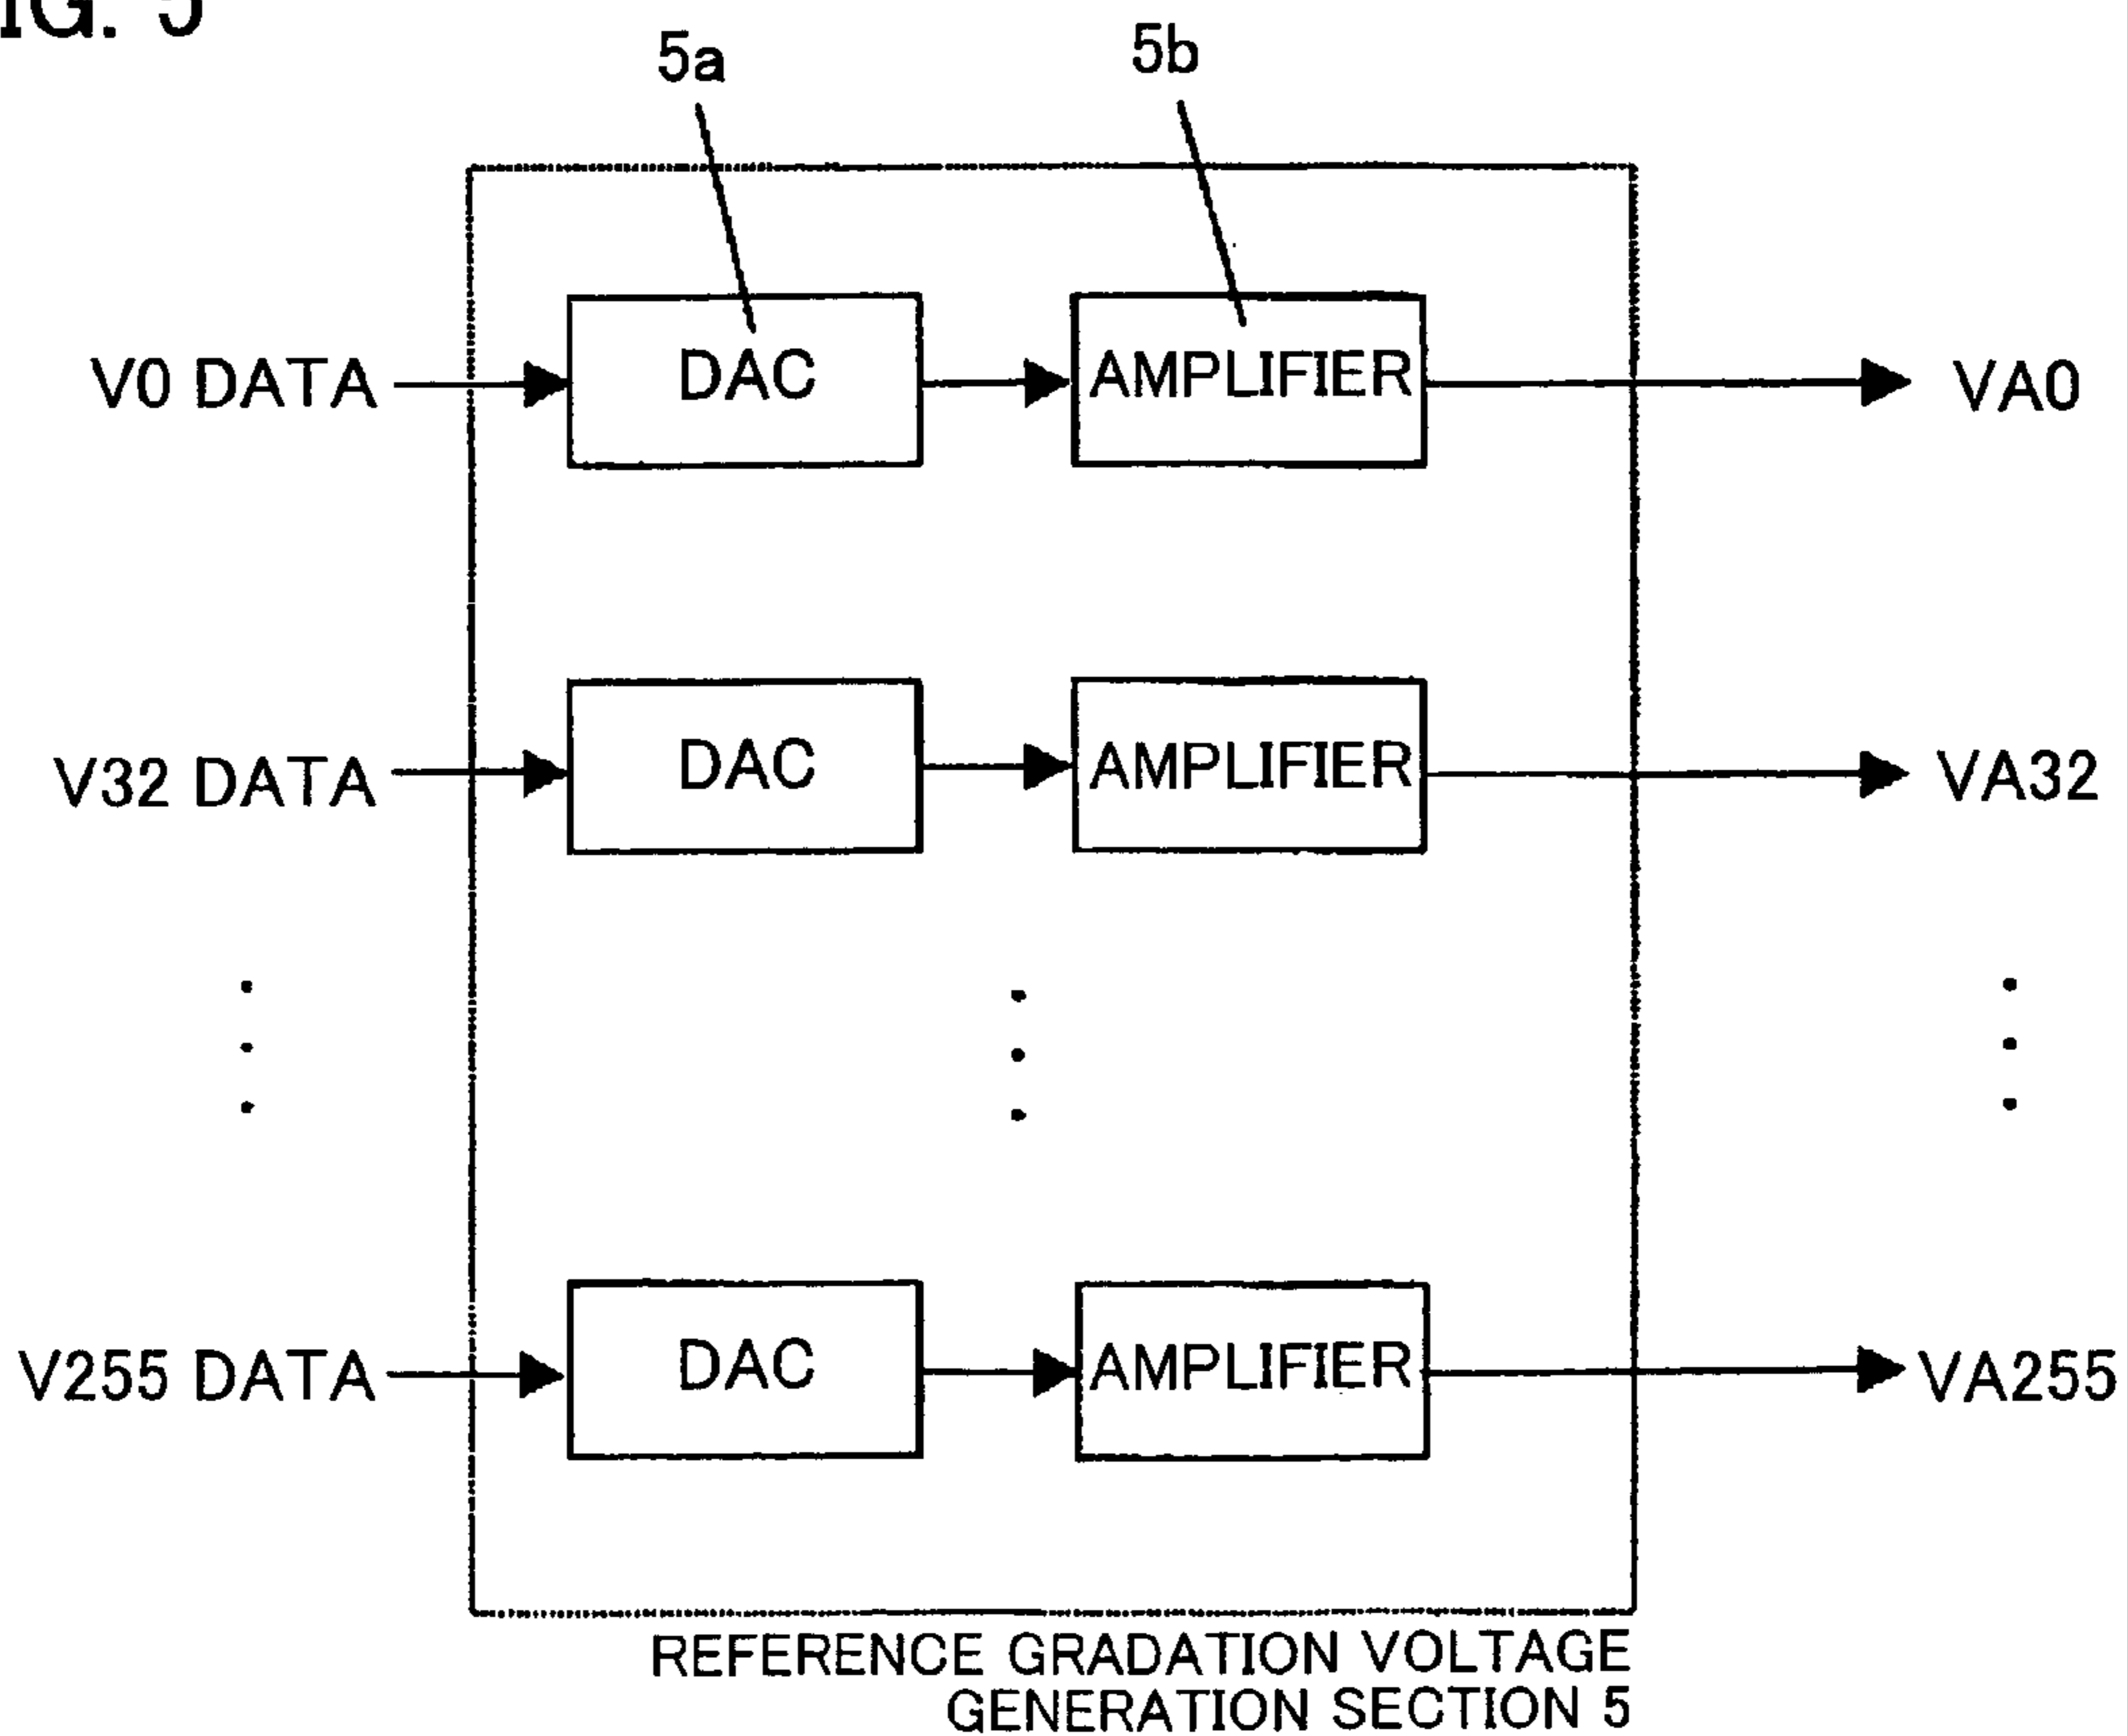 IG. 5
5a 5b
V0 DATA DAC AMPLIFIER VA0
V32 DATA DAC AMPLIFIER VA32
V255 DATA DAC AMPLIFIER VA255
REFERENCE GRADATION VOLTAGE
GENERATION SECTION 5